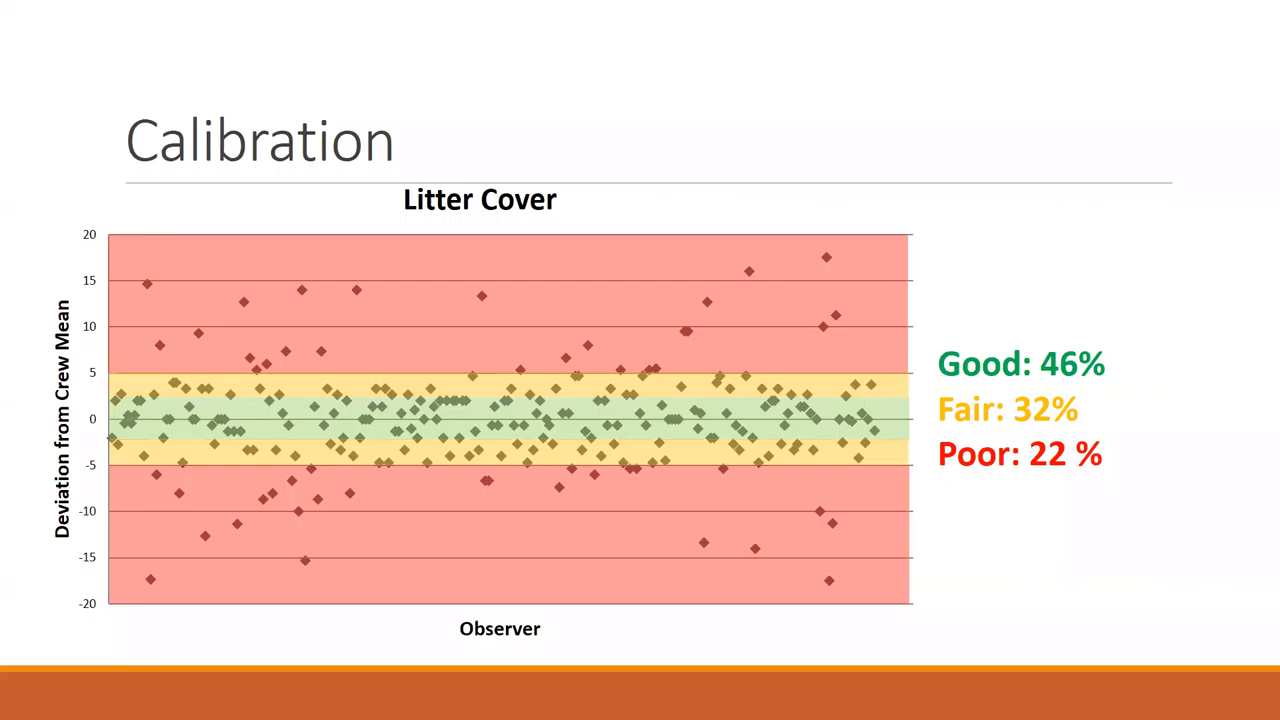 Calibration
Litter Cover
20
15
10
5
0
-5
-10
-15
-20
Deviation from Crew Mean
Observer
Good: 46%
Fair: 32%
Poor: 22 %